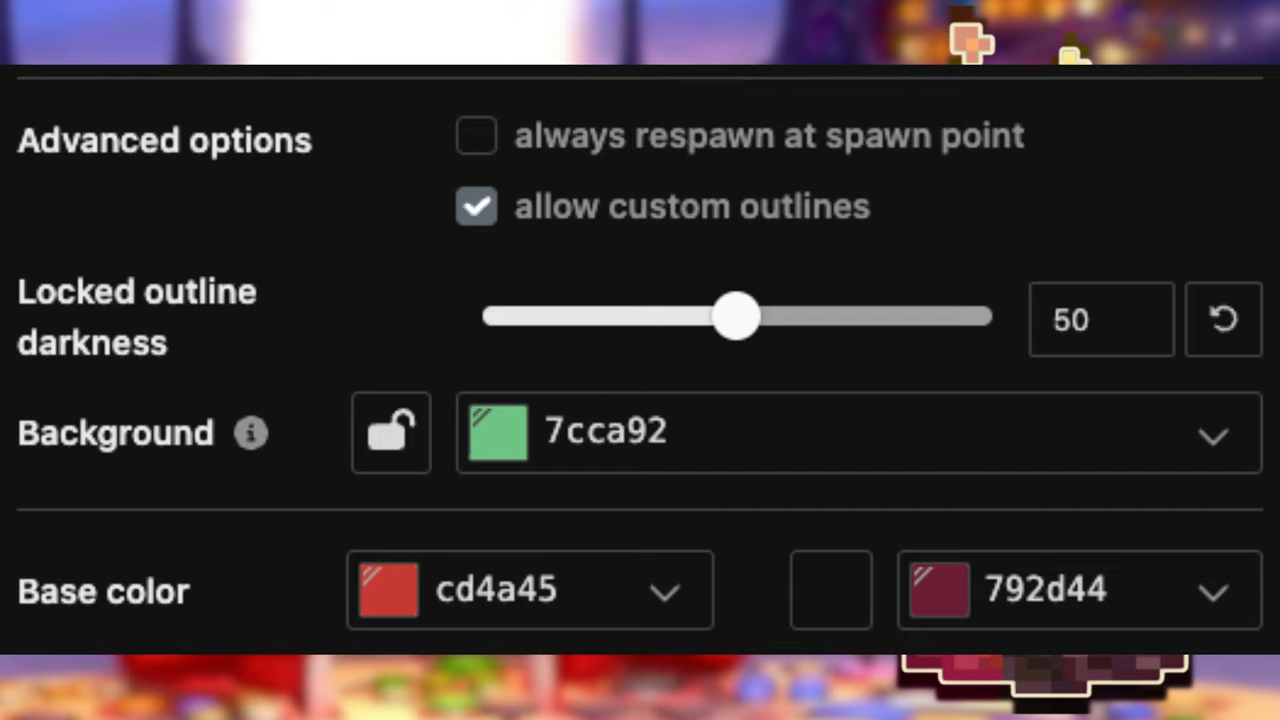 Advanced options
always respawn at spawn point
allow custom outlines
Locked outline
darkness
50
Background
7cca92
Base color
cd4a45
792d44